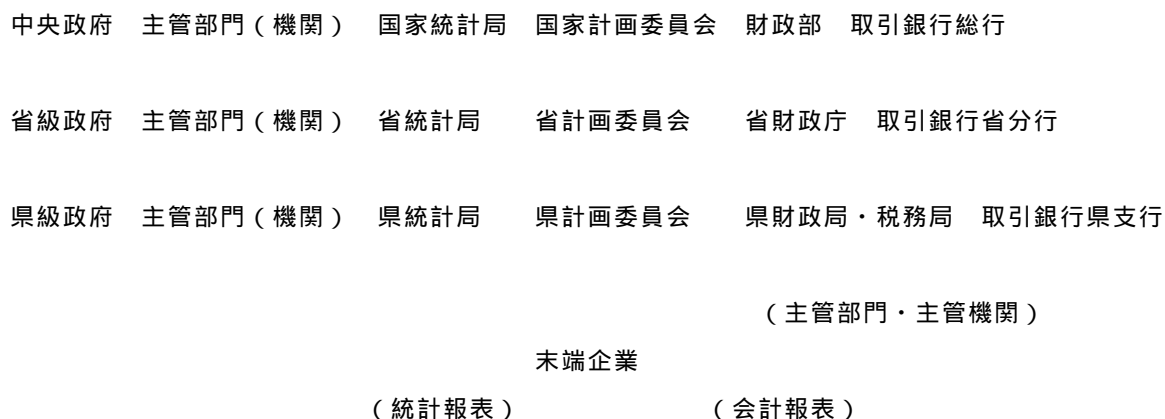 中央政府　主管部門（機関）　国家統計局　国家計画委員会　財政部　取引銀行総行
省級政府　主管部門（機関）　省統計局　省計画委員会　省財政庁　取引銀行省分行
県級政府　主管部門（機関）　県統計局　県計画委員会　県財政局・税務局　取引銀行県支行
（主管部門・主管機関）
末端企業
（統計報表）　（会計報表）